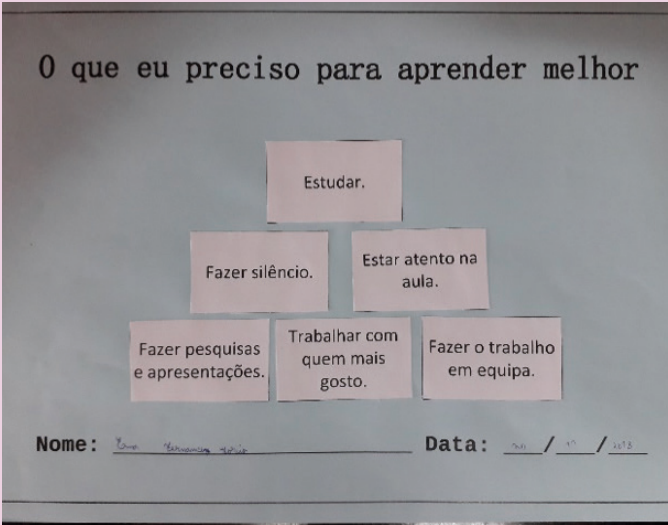 O que eu preciso para aprender melhor
Estudar.
Fazer silêncio.
Estar atento na
aula.
Fazer pesquisas
e apresentações.
Trabalhar com
quem mais
gosto.
Fazer o trabalho
em equipa.
Nome:
Data: / /